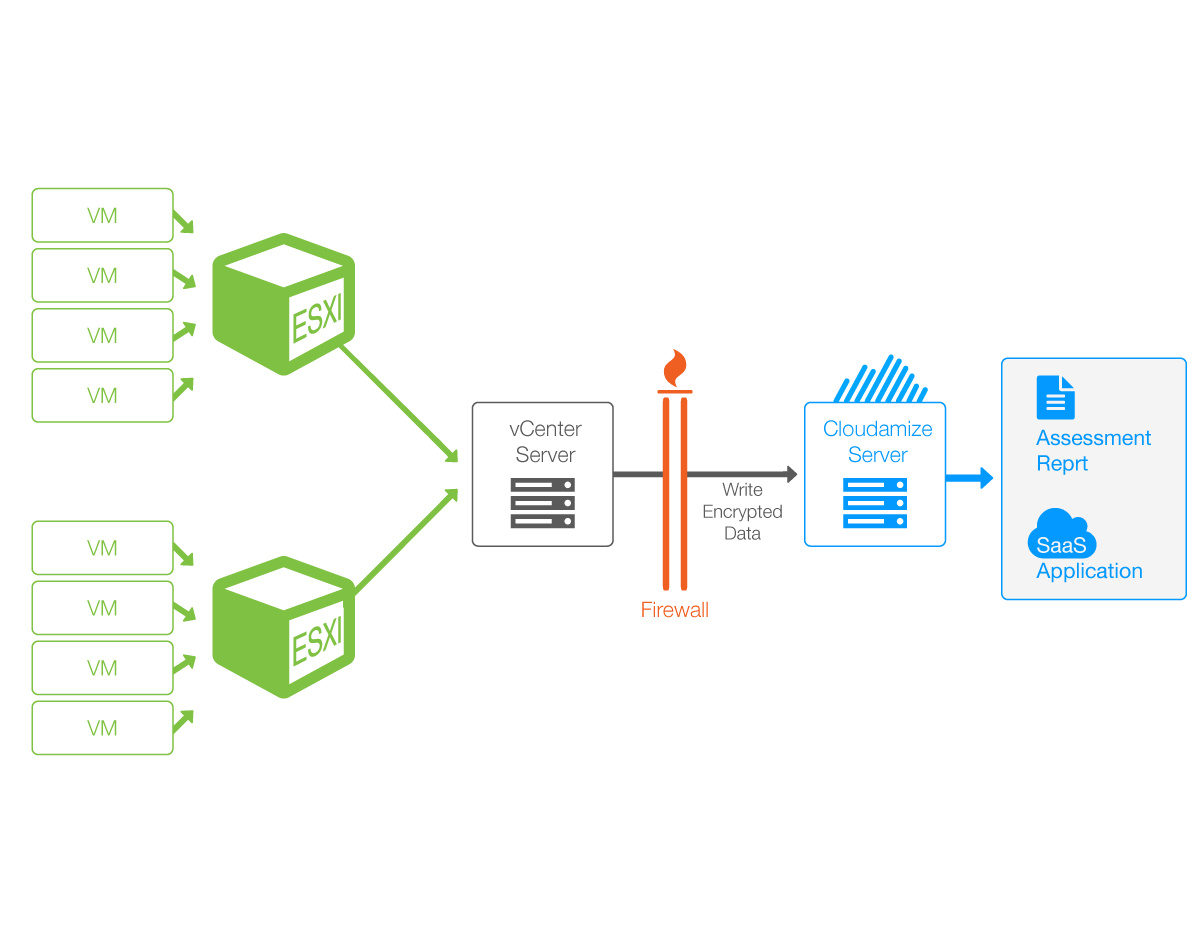 VM
VM
VM
VM
ESXI
VM
VM
VM
VM
ESXI
vCenter
Server
Firewall
Write
Encrypted
Data
Cloudamize
Server
Assessment
Reprt
SaaS
Application